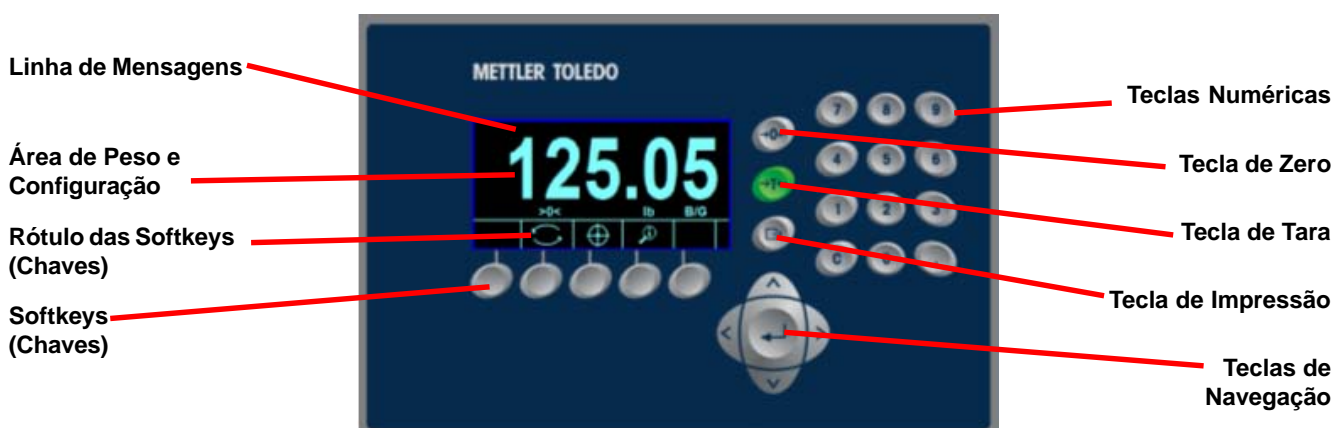 Linha de Mensagens
Área de Peso e
Configuração
Rótulo das Softkeys
(Chaves)
Softkeys
(Chaves)
METTLER TOLEDO
125.05
>0<
lb
B/G
→0←
→T←
7 8 9
4 5 6
1 2 3
C 0 .
Teclas Numéricas
Tecla de Zero
Tecla de Tara
Tecla de Impressão
Teclas de
Navegação